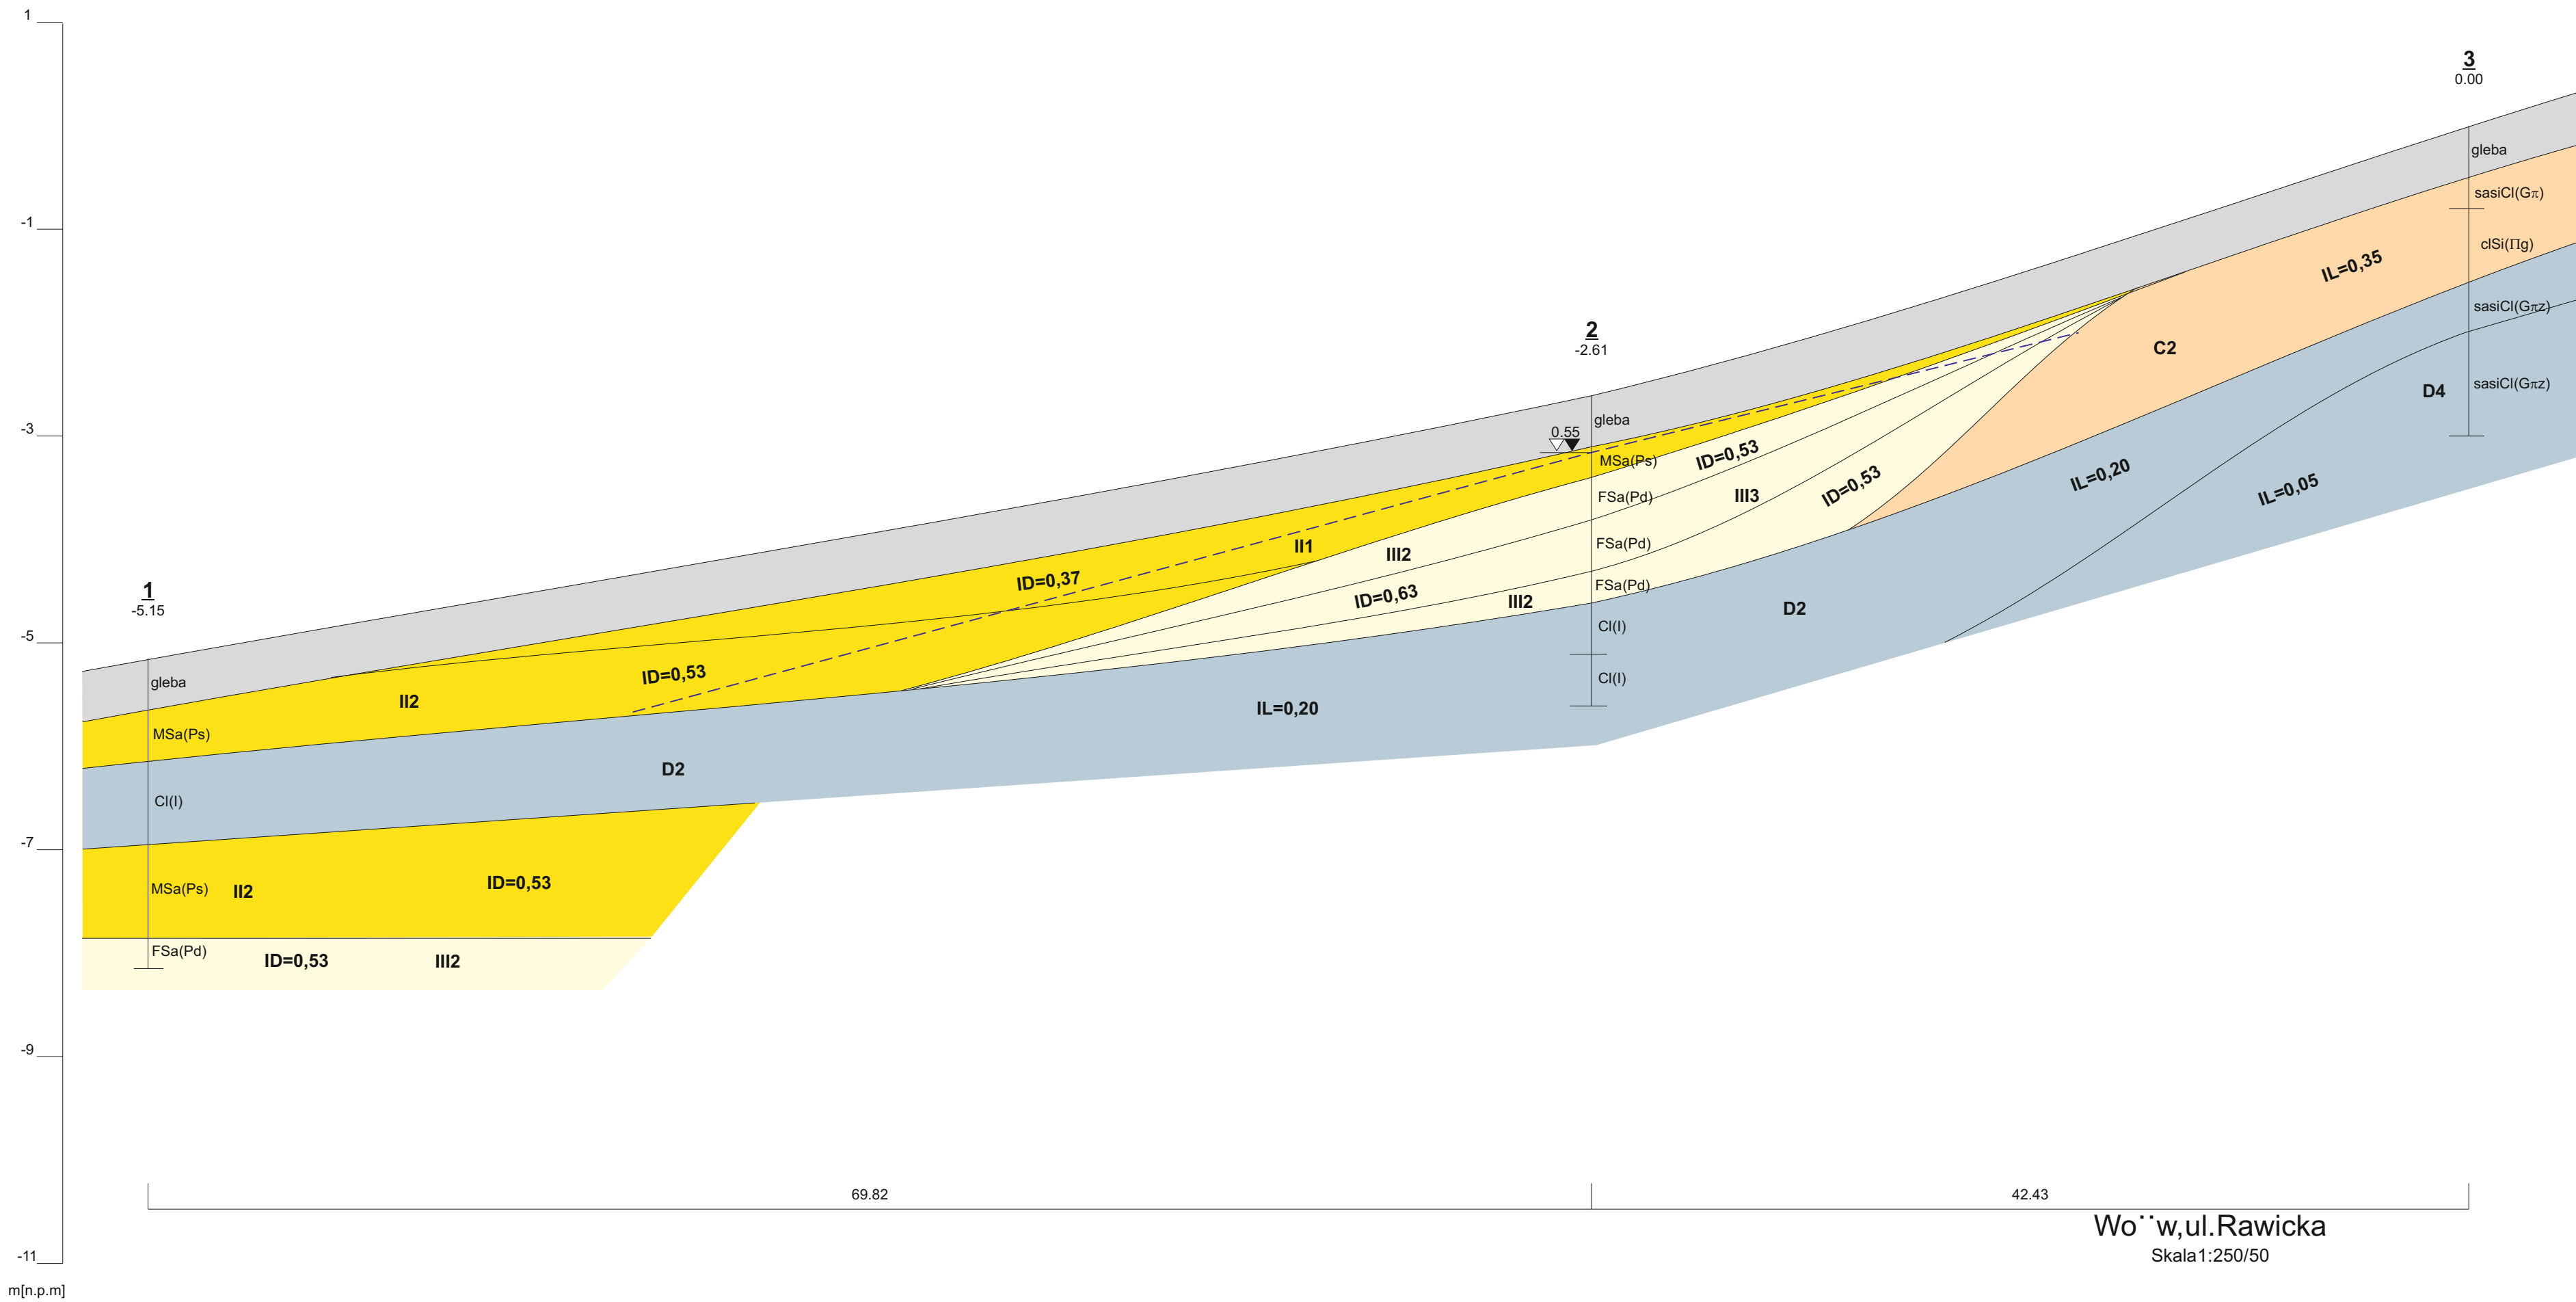 1
-1
-3
-5
-7
-9
-11
m[n.p.m]
1
-5.15
gleba
MSa(Ps)
Cl(I)
MSa(Ps)
FSa(Pd)
II2
ID=0,53
D2
II2
ID=0,53
ID=0,53
III2
ID=0,37
II1
III2
ID=0,63
III2
IL=0,20
2
-2.61
0.55
gleba
MSa(Ps)
FSa(Pd)
FSa(Pd)
FSa(Pd)
Cl(I)
Cl(I)
ID=0,53
III3
ID=0,53
D2
C2
IL=0,35
IL=0,20
IL=0,05
D4
3
0.00
gleba
sasiCl(Gπ)
clSi(Πg)
sasiCl(Gπz)
sasiCl(Gπz)
69.82
42.43
Wo¨w,ul.Rawicka
Skala1:250/50